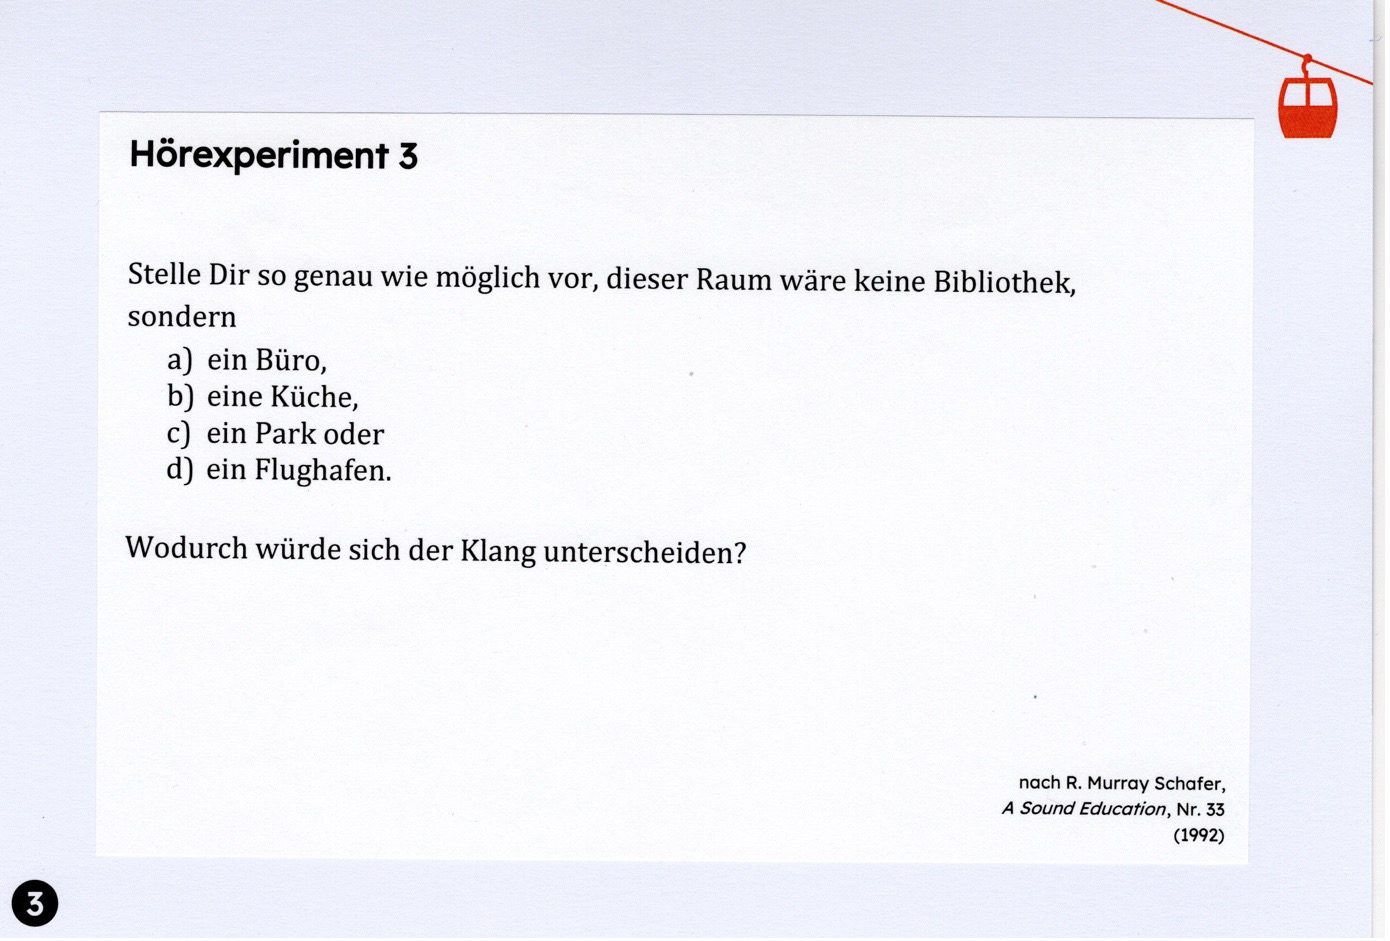 Hörexperiment 3
Stelle Dir so genau wie möglich vor, dieser Raum wäre keine Bibliothek,
sondern
a) ein Büro,
b) eine Küche,
c) ein Park oder
d) ein Flughafen.
Wodurch würde sich der Klang unterscheiden?
nach R. Murray Schafer,
A Sound Education, Nr. 33
(1992)
3